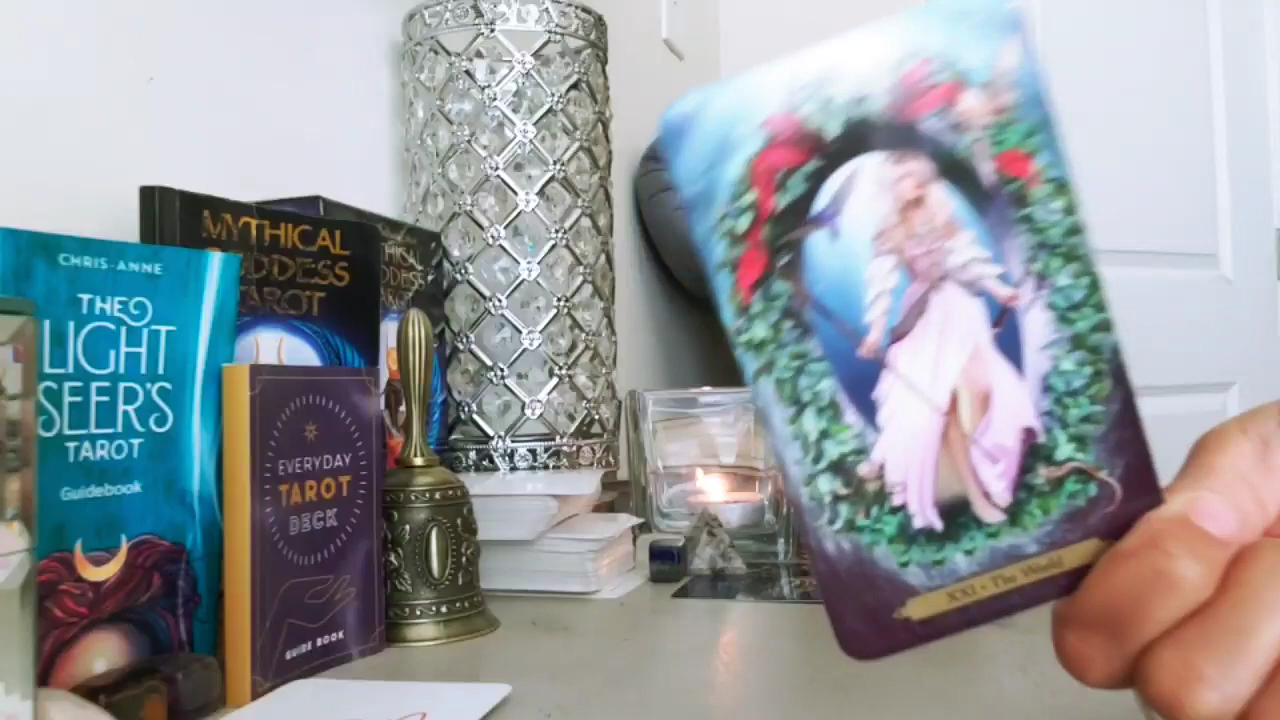 CHRIS-ANNE
THE
LIGHT
SEER'S
TAROT
Guidebook
MYTHICAL
GODDESS
TAROT
EVERYDAY
TAROT
DECK
GUIDE BOOK
XXI • The World